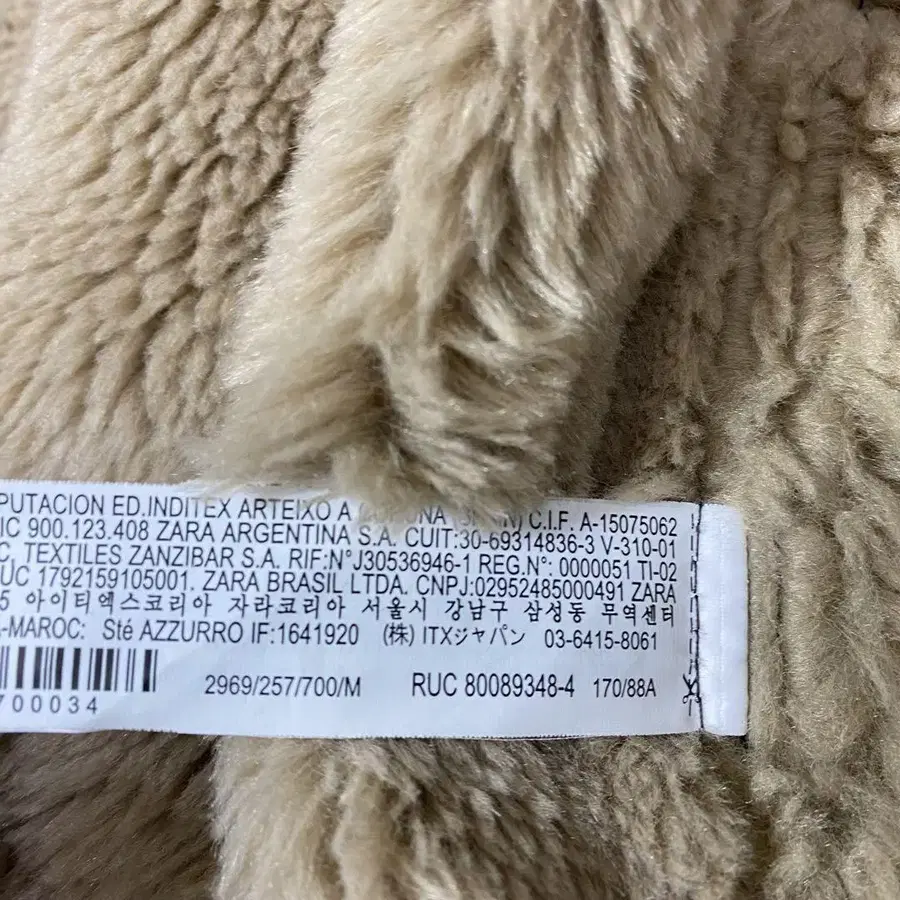 PUTACION ED.INDITEX ARTEIXO A C.I.F. A-15075062
IC 900.123.408 ZARA ARGENTINA S.A. CUIT:30-69314836-3 V-310-01
C. TEXTILES ZANZIBAR S.A. RIF:N°J30536946-1 REG.N°: 0000051 TI-02
UC 1792159105001. ZARA BRASIL LTDA. CNPJ:02952485000491 ZARA
5 아이티엑스코리아 자라코리아 서울시 강남구 삼성동 무역센터
-MAROC: Sté AZZURRO IF:1641920 (株) ITXジャパン 03-6415-8061
2969/257/700/M RUC 80089348-4 170/88A
700034